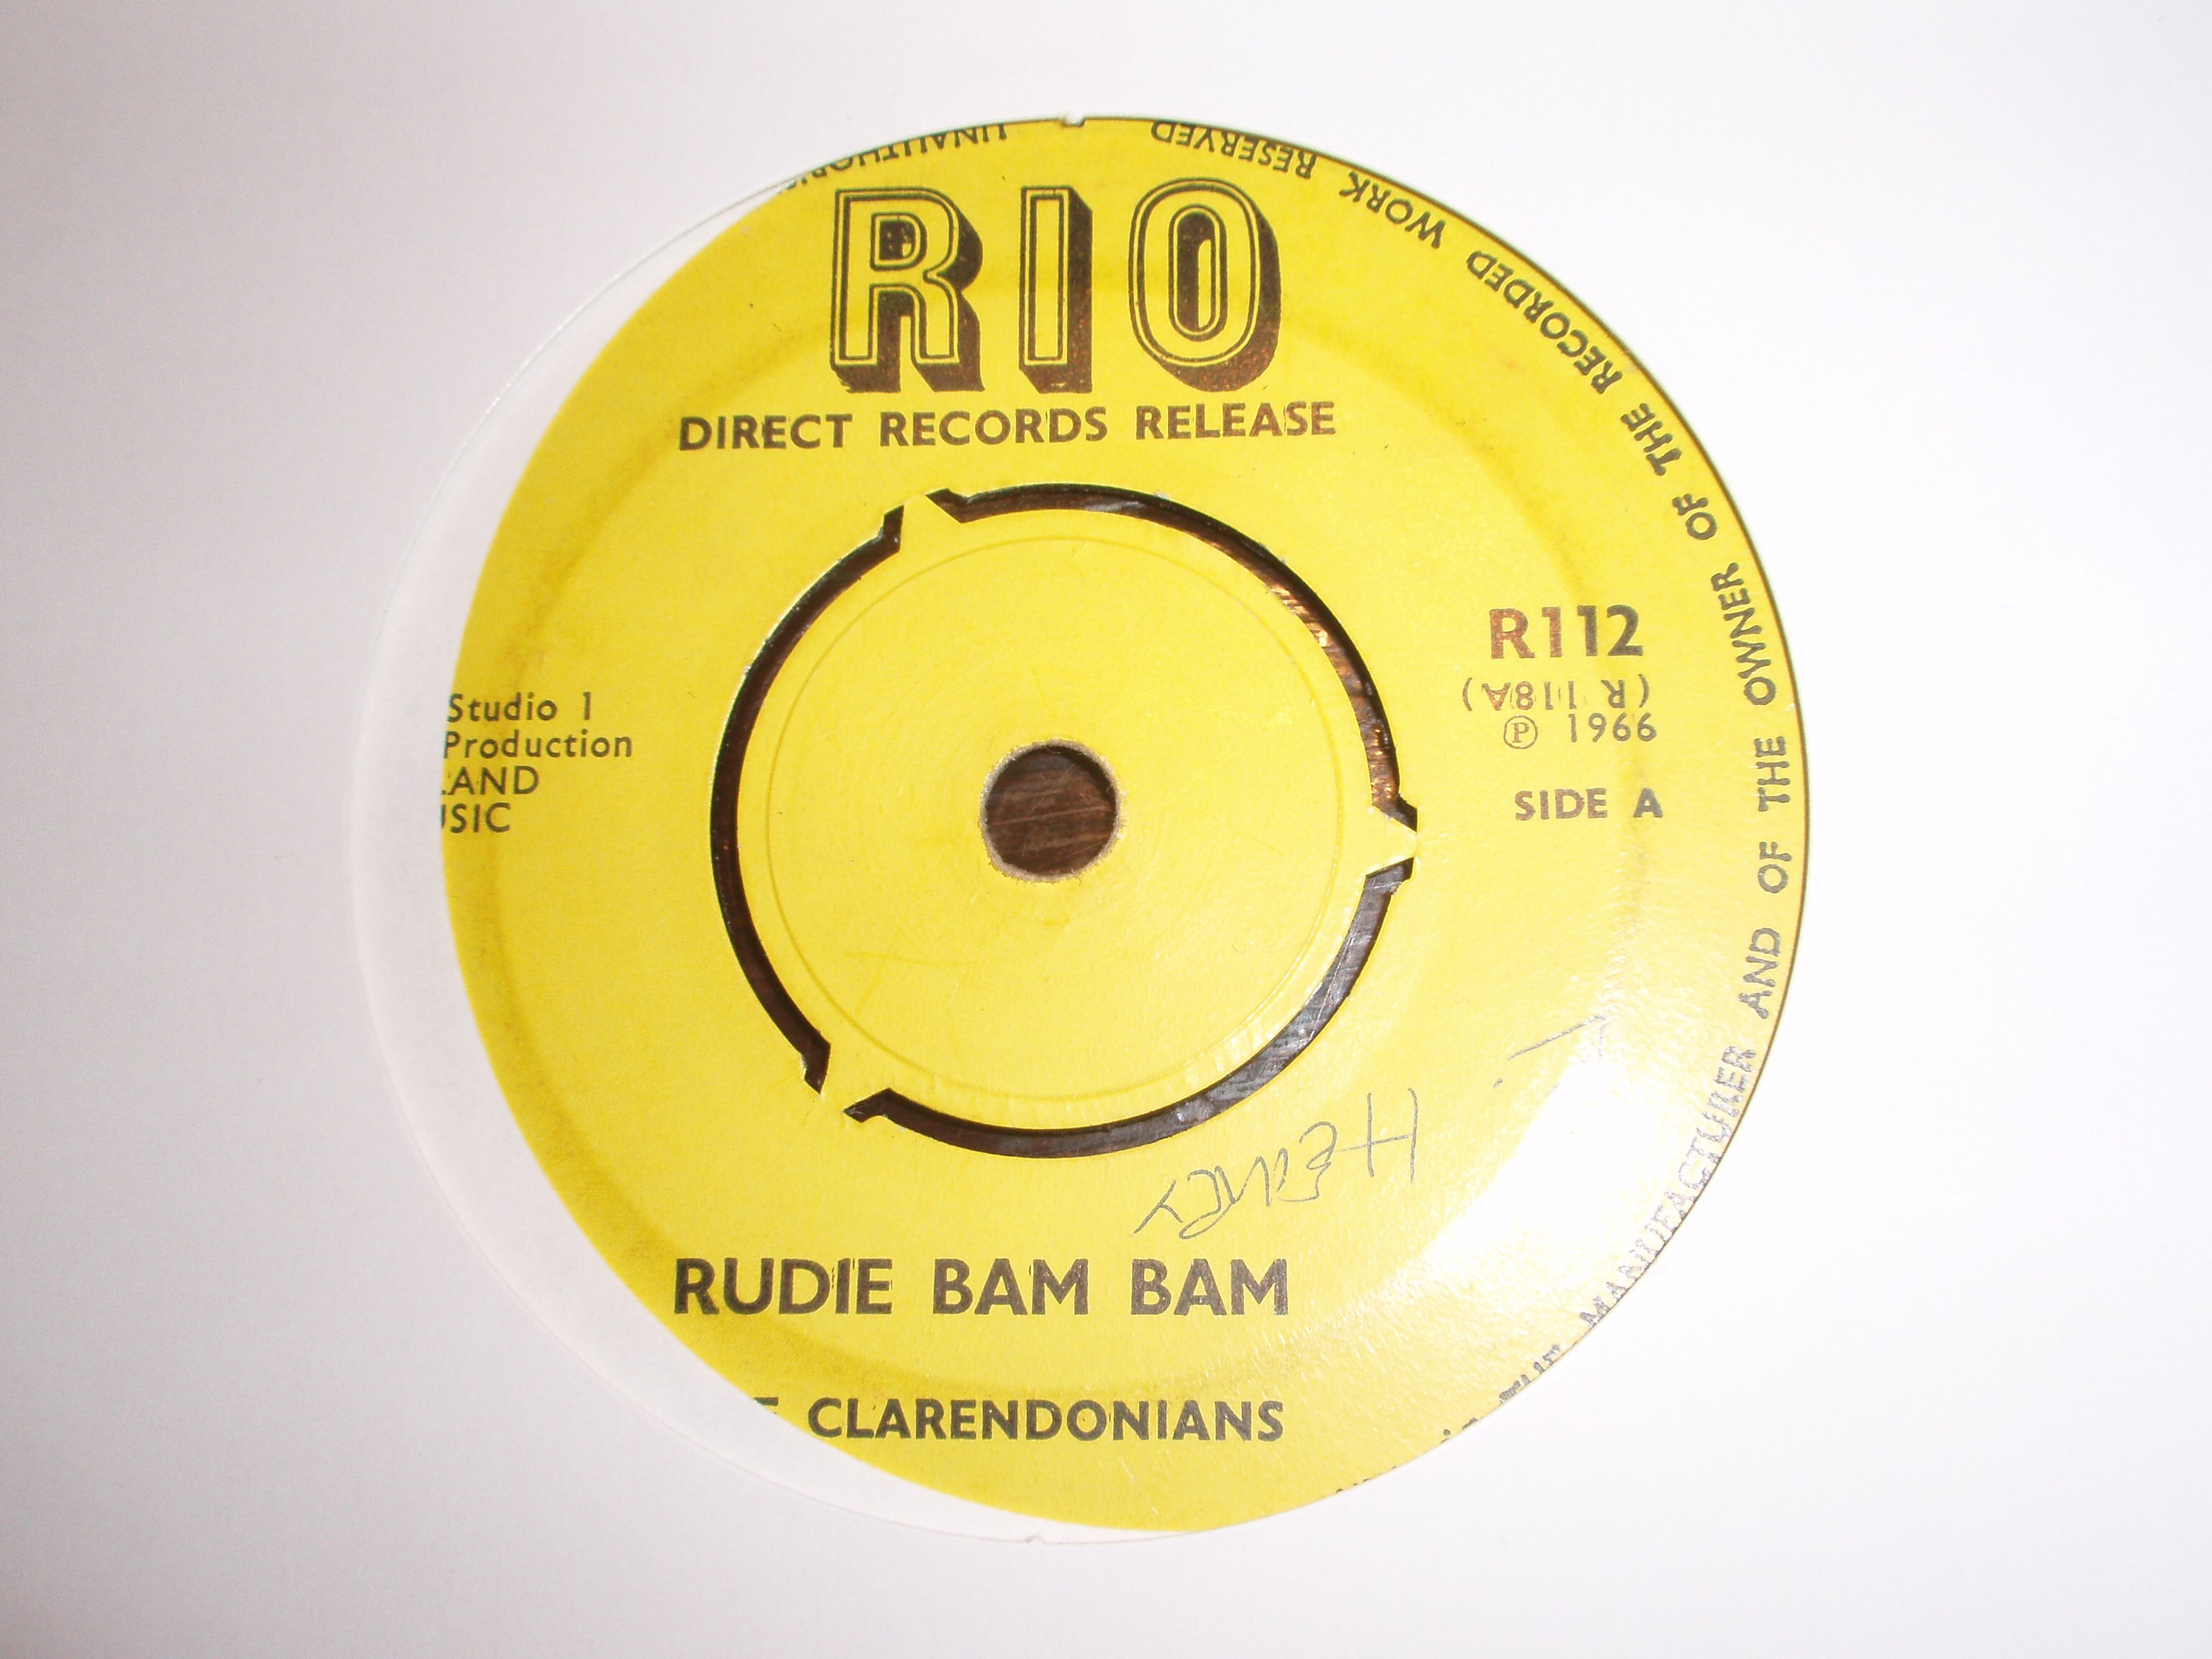 RIO
DIRECT RECORDS RELEASE
R112
(R 118A)
Ⓟ 1966
SIDE A
Studio 1
Production
LAND
USIC
RUDIE BAM BAM
CLARENDONIANS
MANUFACTURER AND OF THE OWNER OF THE RECORDED WORK RESERVED